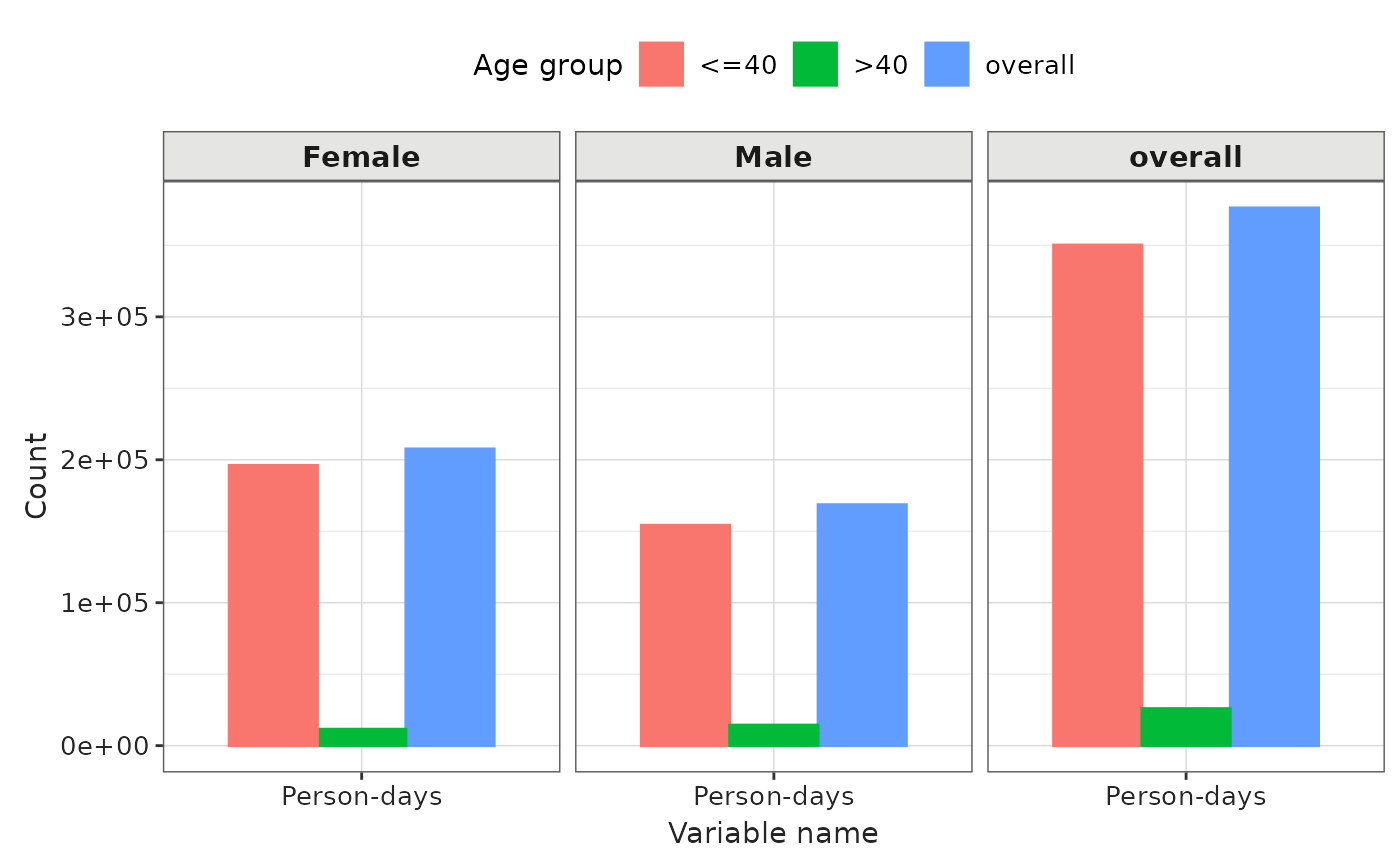 Age group <=40 >40 overall
Female Male overall
3e+05
2e+05
1e+05
0e+00
Count
Person-days Person-days Person-days
Variable name